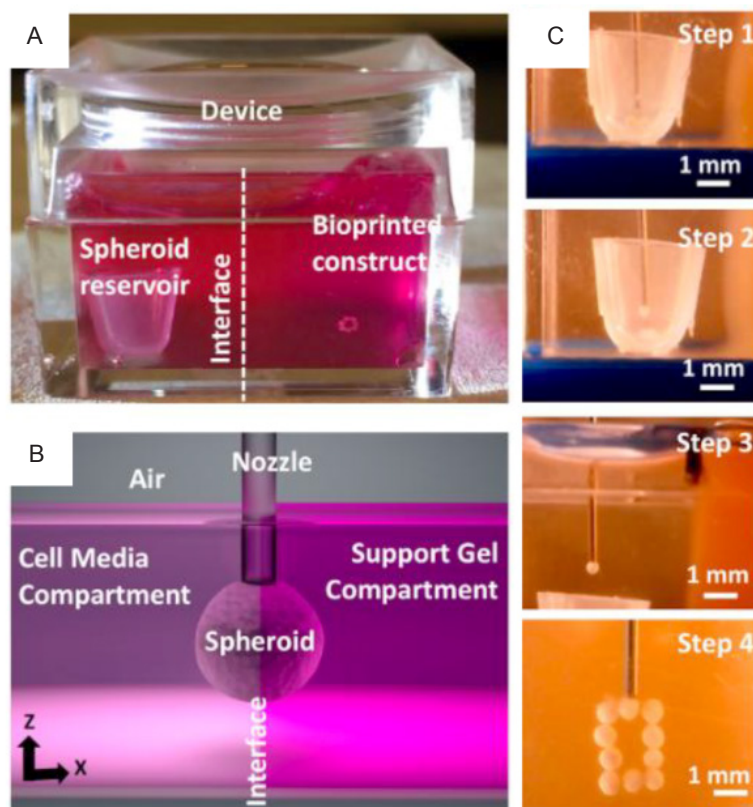 A
Device
Spheroid
reservoir
Interface
Bioprinted
construct
B
Air
Nozzle
Cell Media
Compartment
Support Gel
Compartment
Spheroid
Interface
Z
X
C
Step 1
1 mm
Step 2
1 mm
Step 3
1 mm
Step 4
1 mm